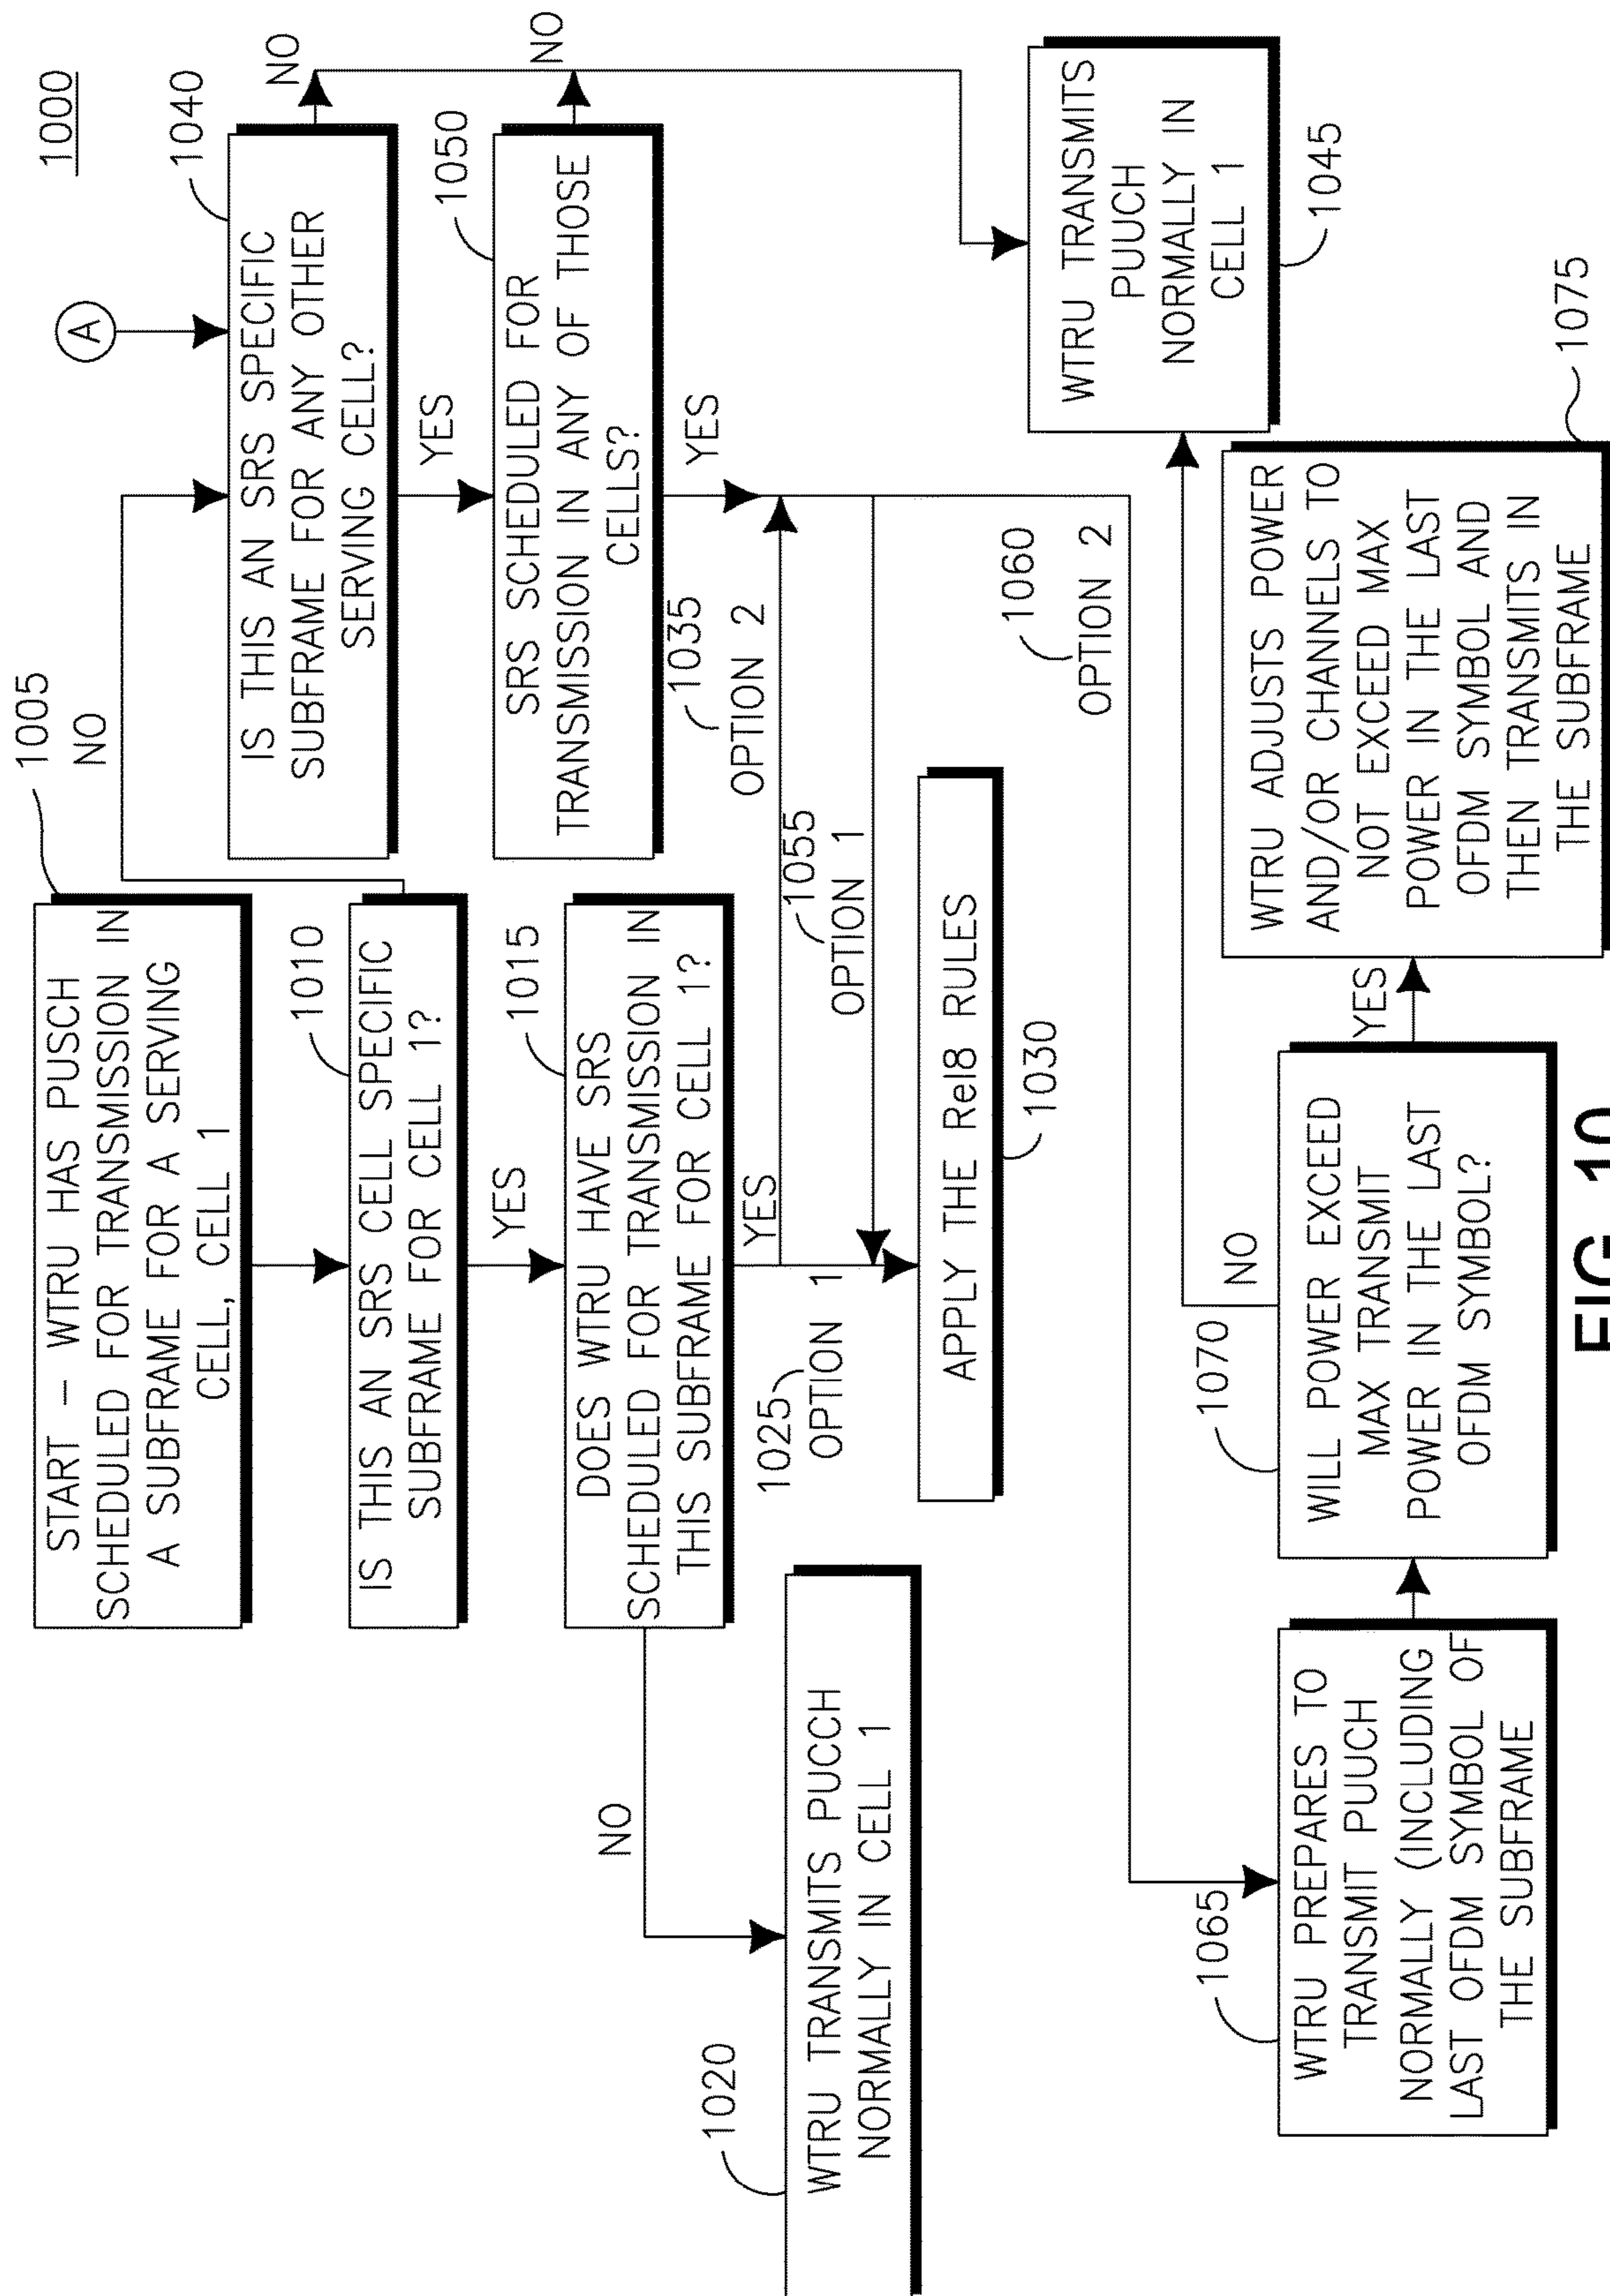 1000
1005
START – WTRU HAS PUSCH
SCHEDULED FOR TRANSMISSION IN
A SUBFRAME FOR A SERVING
CELL, CELL 1
NO
1010
IS THIS AN SRS CELL SPECIFIC
SUBFRAME FOR CELL 1?
YES
1015
DOES WTRU HAVE SRS
SCHEDULED FOR TRANSMISSION IN
THIS SUBFRAME FOR CELL 1?
NO
YES
1020
WTRU TRANSMITS PUCCH
NORMALLY IN CELL 1
1025
OPTION 1
APPLY THE Rel8 RULES
1030
1035
OPTION 2
A
1040
IS THIS AN SRS SPECIFIC
SUBFRAME FOR ANY OTHER
SERVING CELL?
NO
YES
1050
SRS SCHEDULED FOR
TRANSMISSION IN ANY OF THOSE
CELLS?
NO
YES
1055
OPTION 1
1060
OPTION 2
WTRU TRANSMITS
PUUCH
NORMALLY IN
CELL 1
1045
1065
WTRU PREPARES TO
TRANSMIT PUUCH
NORMALLY (INCLUDING
LAST OFDM SYMBOL OF
THE SUBFRAME
1070
WILL POWER EXCEED
MAX TRANSMIT
POWER IN THE LAST
OFDM SYMBOL?
NO
YES
WTRU ADJUSTS POWER
AND/OR CHANNELS TO
NOT EXCEED MAX
POWER IN THE LAST
OFDM SYMBOL AND
THEN TRANSMITS IN
THE SUBFRAME
1075
FIG. 10